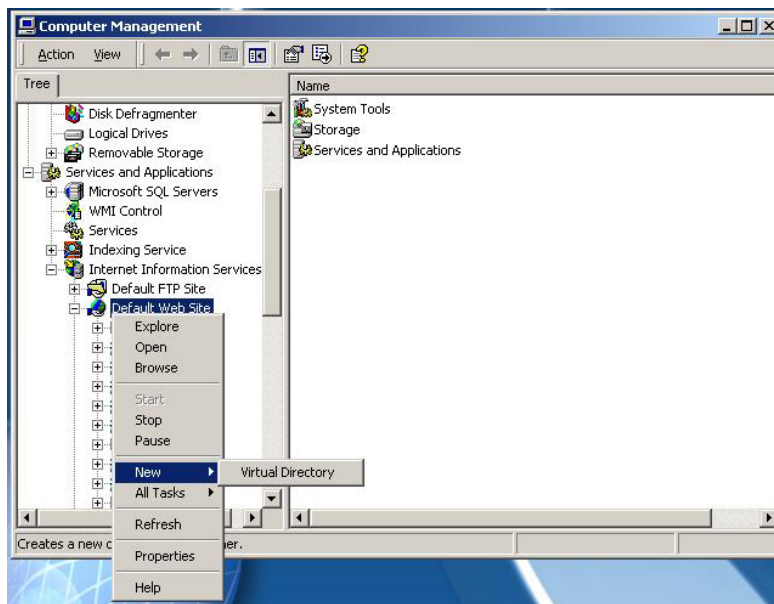 Computer Management
Action View
Tree
Name
Disk Defragmenter
Logical Drives
Removable Storage
Services and Applications
Microsoft SQL Servers
WMI Control
Services
Indexing Service
Internet Information Services
Default FTP Site
Default Web Site
System Tools
Storage
Services and Applications
Explore
Open
Browse
Start
Stop
Pause
New
Virtual Directory
All Tasks
Refresh
Properties
Help
Creates a new